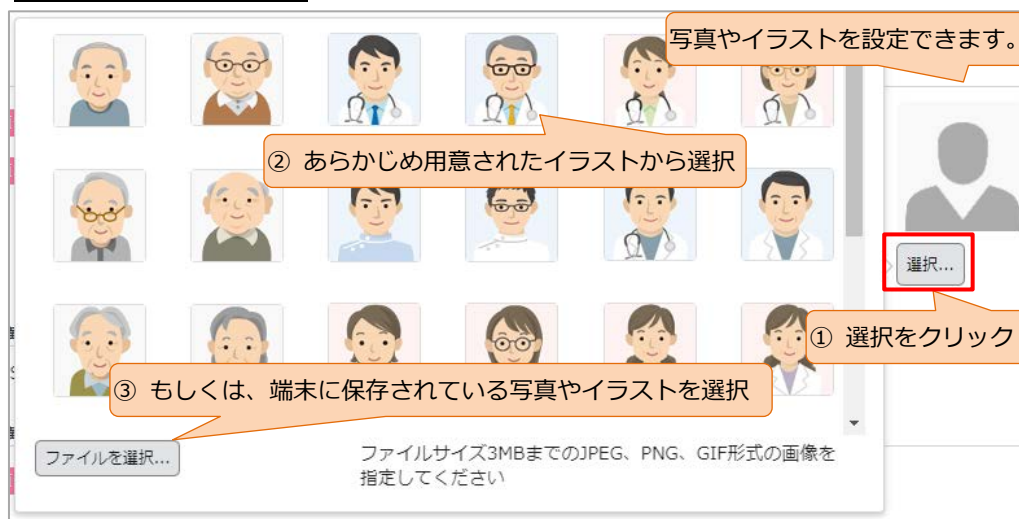 写真やイラストを設定できます。
② あらかじめ用意されたイラストから選択
選択...
① 選択をクリック
③ もしくは、端末に保存されている写真やイラストを選択
ファイルを選択...
ファイルサイズ3MBまでのJPEG、PNG、GIF形式の画像を
指定してください